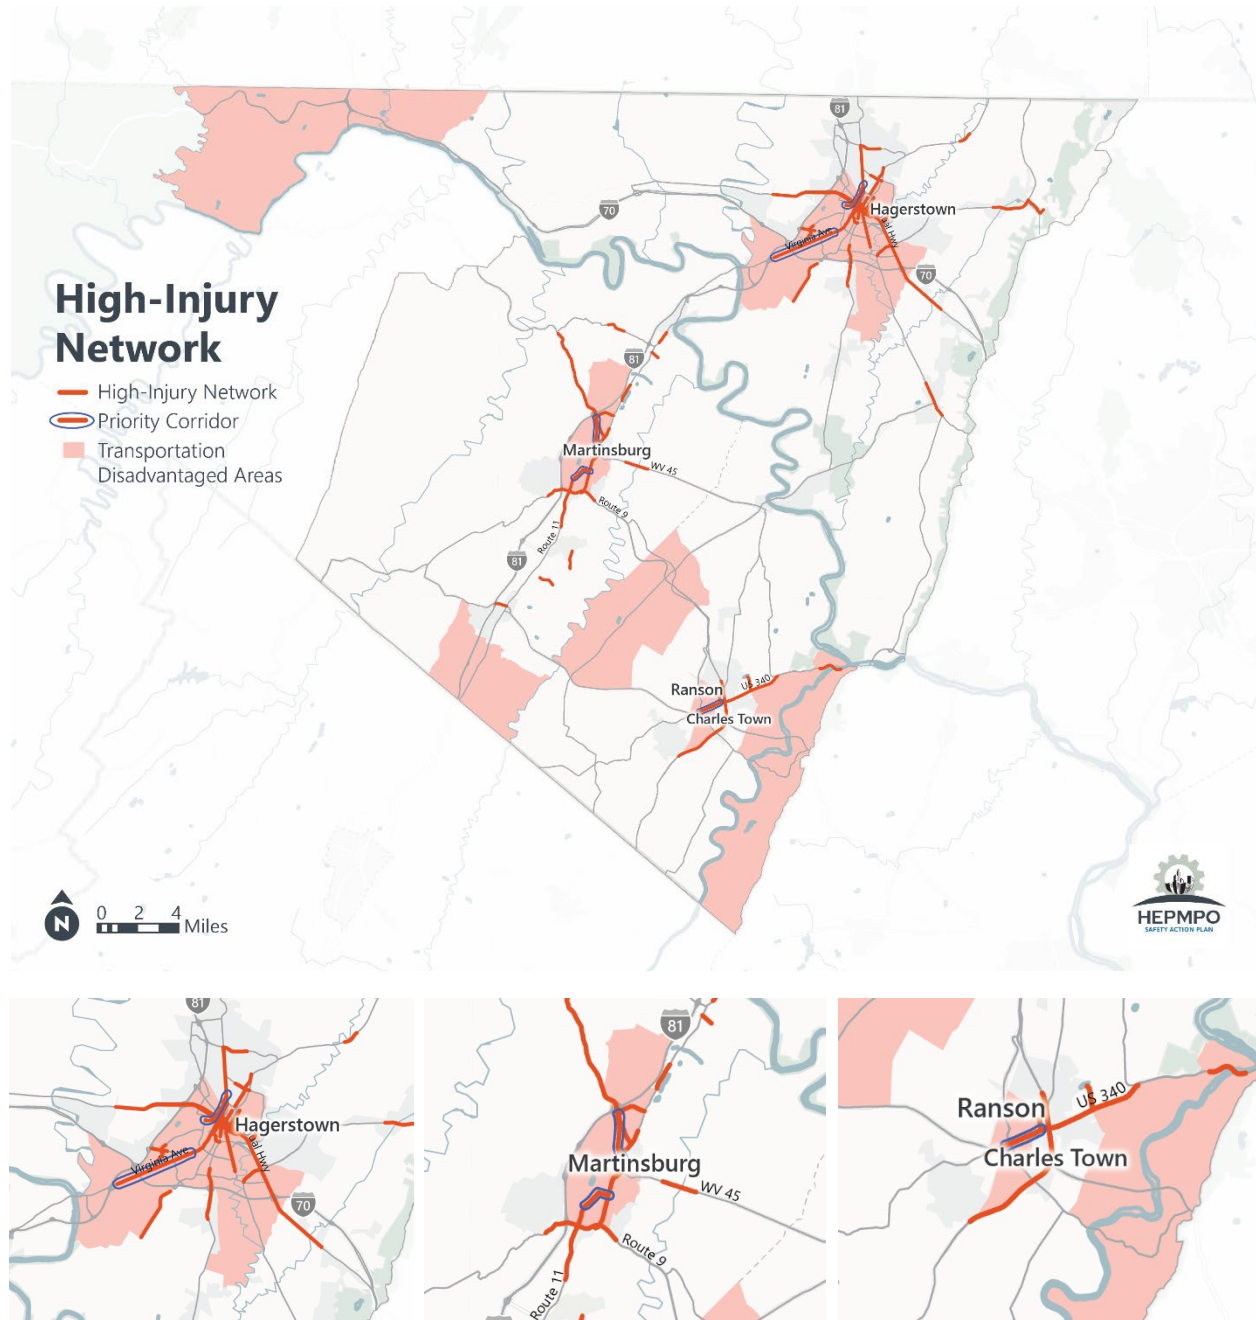 81
Hagerstown
70
Virginia Ave
70
High-Injury
Network
High-Injury Network
Priority Corridor
Transportation
Disadvantaged Areas
81
Martinsburg
WV 45
Route 9
Route 11
81
Ranson
US 340
Charles Town
N
0 2 4
Miles
HEPMPO
SAFETY ACTION PLAN
81
Hagerstown
Virginia Ave
Hwy
70
81
Martinsburg
WV 45
Route 9
Route 11
Ranson
US 340
Charles Town